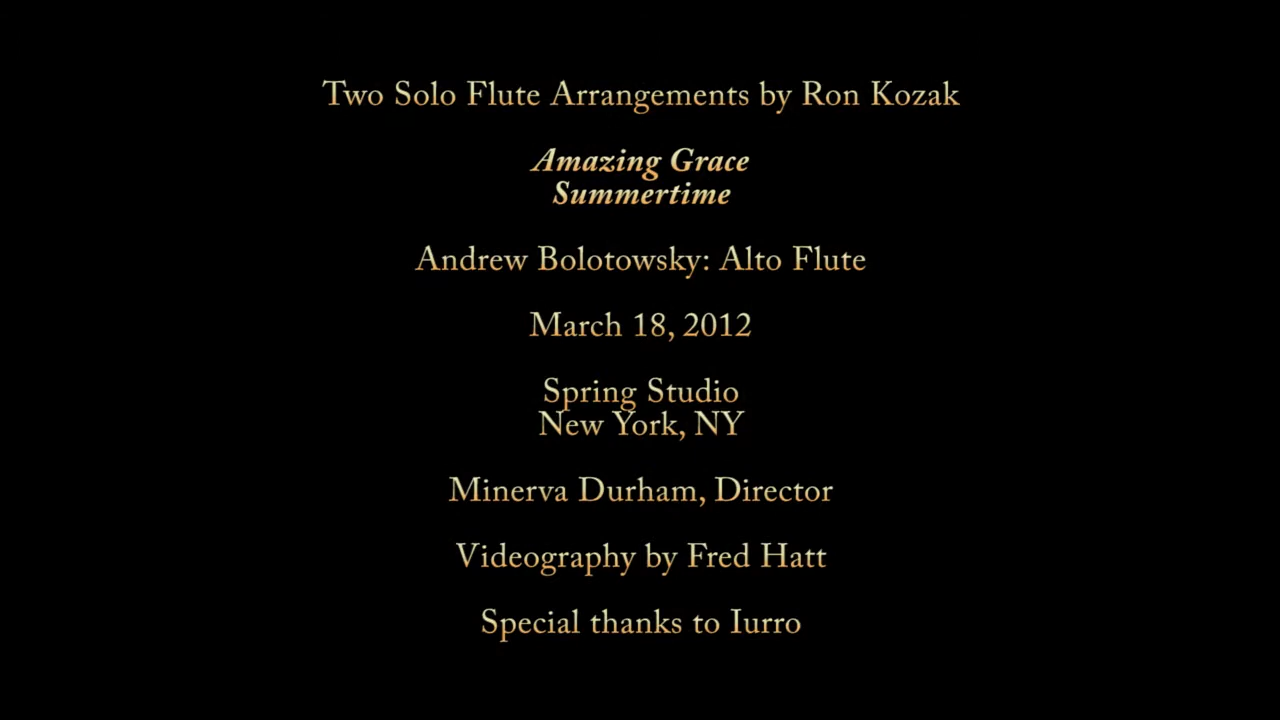 Two Solo Flute Arrangements by Ron Kozak
Amazing Grace
Summertime
Andrew Bolotowsky: Alto Flute
March 18, 2012
Spring Studio
New York, NY
Minerva Durham, Director
Videography by Fred Hatt
Special thanks to Iurro